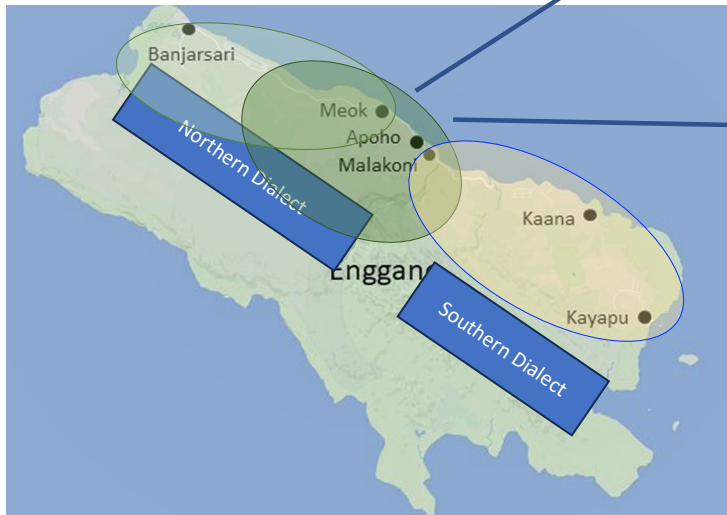 Banjarsari
Meok
Northern Dialect
Apoho
Malakoni
Kaana
Enggano
Kayapu
Southern Dialect